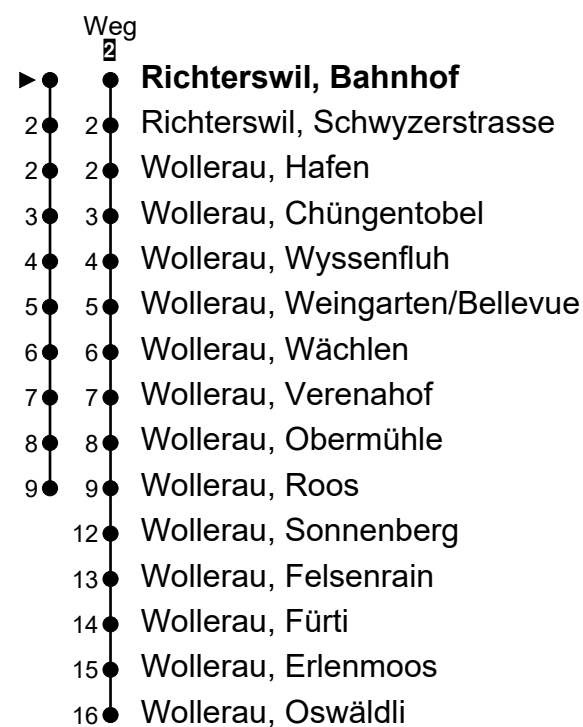 Weg
2
Richterswil, Bahnhof
2 2 Richterswil, Schwyzerstrasse
2 2 Wollerau, Hafen
3 3 Wollerau, Chüngentobel
4 4 Wollerau, Wyssenfluh
5 5 Wollerau, Weingarten/Bellevue
6 6 Wollerau, Wächlen
7 7 Wollerau, Verenahof
8 8 Wollerau, Obermühle
9 9 Wollerau, Roos
12 Wollerau, Sonnenberg
13 Wollerau, Felsenrain
14 Wollerau, Fürti
15 Wollerau, Erlenmoos
16 Wollerau, Oswäldli